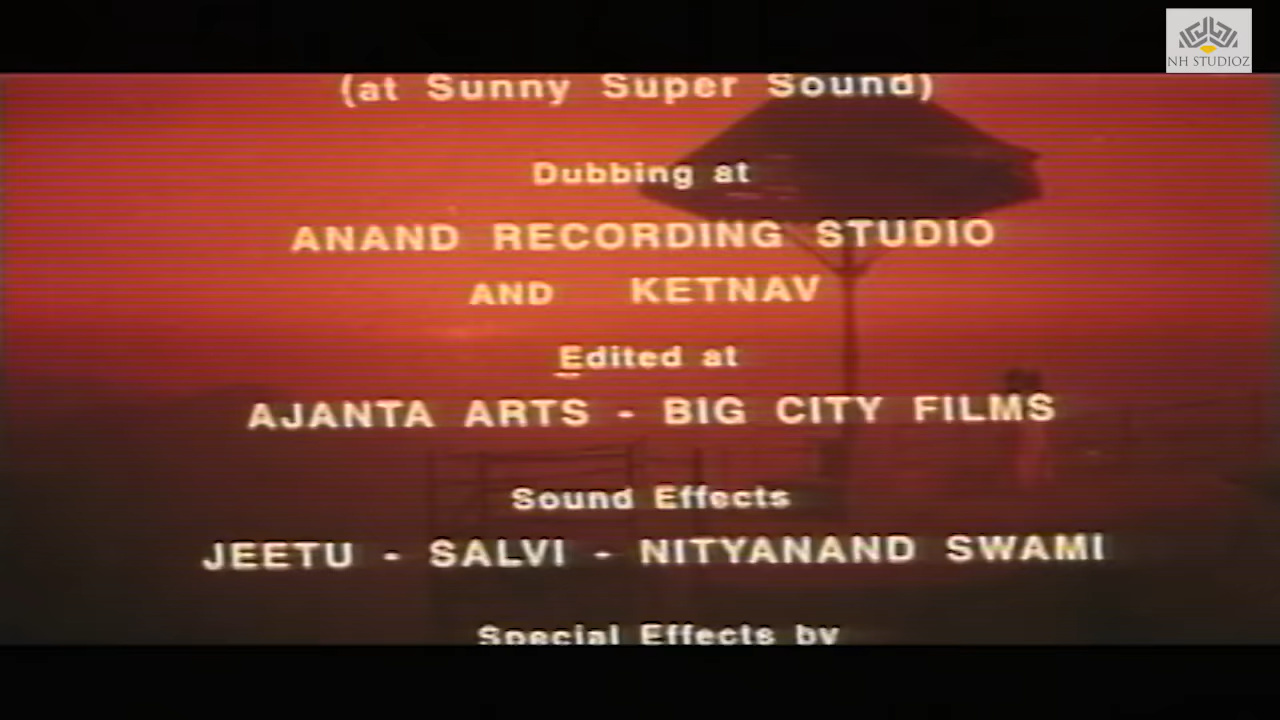 NH STUDIOZ
(at Sunny Super Sound)
Dubbing at
ANAND RECORDING STUDIO
AND KETNAV
Edited at
AJANTA ARTS - BIG CITY FILMS
Sound Effects
JEETU - SALVI - NITYANAND SWAMI
Special Effects by